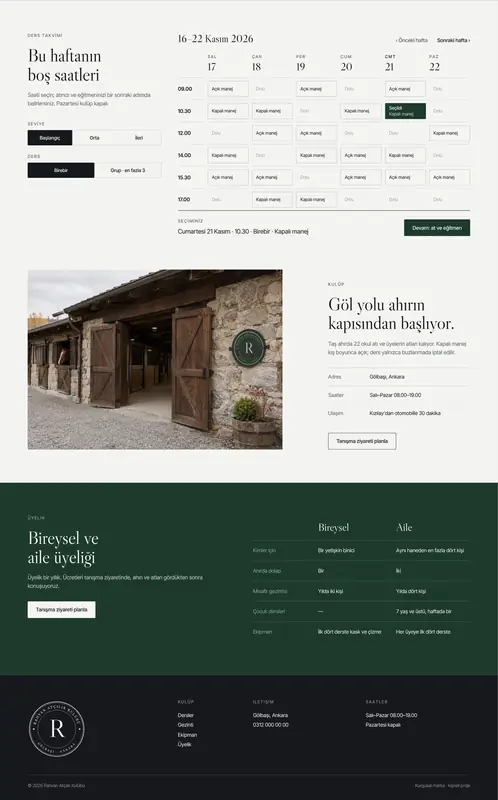 DERS TAKVİMİ
Bu haftanın
boş saatleri
Saati seçin; atınızı ve eğitmeninizi bir sonraki adımda
belirlersiniz. Pazartesi kulüp kapalı.
SEVİYE
Başlangıç Orta İleri
DERS
Birebir Grup · en fazla 3
16–22 Kasım 2026
‹ Önceki hafta Sonraki hafta ›
SAL ÇAR PER CUM CMT PAZ
17 18 19 20 21 22
09.00 Açık manej Dolu Açık manej Dolu Açık manej Dolu
10.30 Kapalı manej Kapalı manej Dolu Kapalı manej Seçildi Dolu
Kapalı manej
12.00 Dolu Açık manej Açık manej Dolu Dolu Kapalı manej
14.00 Kapalı manej Dolu Kapalı manej Açık manej Kapalı manej Dolu
15.30 Açık manej Açık manej Dolu Açık manej Açık manej Açık manej
17.00 Dolu Kapalı manej Kapalı manej Dolu Dolu Dolu
SEÇİMİNİZ
Cumartesi 21 Kasım · 10.30 · Birebir · Kapalı manej
Devam: at ve eğitmen
R
KULÜP
Göl yolu ahırın
kapısından başlıyor.
Taş ahırda 22 okul atı ve üyelerin atları kalıyor. Kapalı manej
kış boyunca açık; ders yalnızca buzlanmada iptal edilir.
Adres Gölbaşı, Ankara
Saatler Salı–Pazar 08.00–19.00
Ulaşım Kızılay'dan otomobille 30 dakika
Tanışma ziyareti planla
ÜYELİK
Bireysel ve
aile üyeliği
Üyelik bir yıllık. Ücretleri tanışma ziyaretinde, ahırı ve atları gördükten sonra
konuşuyoruz.
Tanışma ziyareti planla
Bireysel Aile
Kimler için Bir yetişkin binici Aynı haneden en fazla dört kişi
Ahırda dolap Bir İki
Misafir gezintisi Yılda iki kişi Yılda dört kişi
Çocuk dersleri — 7 yaş ve üstü, haftada bir
Ekipman İlk dört derste kask ve çizme Her üyeye ilk dört derste
R
KULÜP
Dersler
Gezinti
Ekipman
Üyelik
İLETİŞİM
Gölbaşı, Ankara
0312 000 00 00
SAATLER
Salı–Pazar 08.00–19.00
Pazartesi kapalı
© 2026 Rahvan Atçılık Kulübü